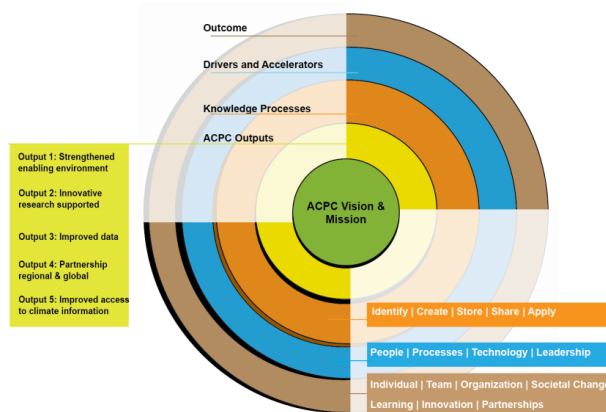 Outcome
Drivers and Accelerators
Knowledge Processes
ACPC Outputs
Output 1: Strengthened
enabling environment
Output 2: Innovative
research supported
Output 3: Improved data
Output 4: Partnership
regional & global
Output 5: Improved access
to climate information
ACPC Vision &
Mission
Identify | Create | Store | Share | Apply
People | Processes | Technology | Leadership
Individual | Team | Organization | Societal Change
Learning | Innovation | Partnerships